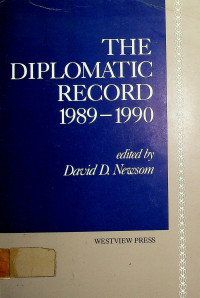 THE
DIPLOMATIC
RECORD
1989–1990
edited by
David D. Newsom
WESTVIEW PRESS